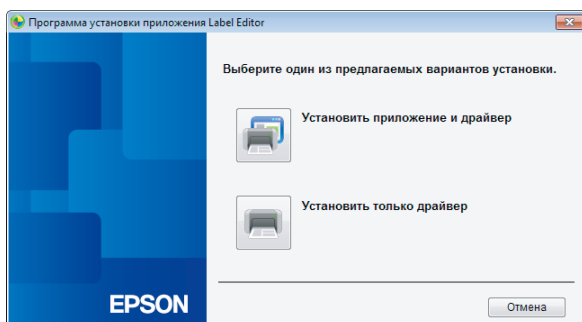 Программа установки приложения Label Editor
Выберите один из предлагаемых вариантов установки.
Установить приложение и драйвер
Установить только драйвер
EPSON
Отмена